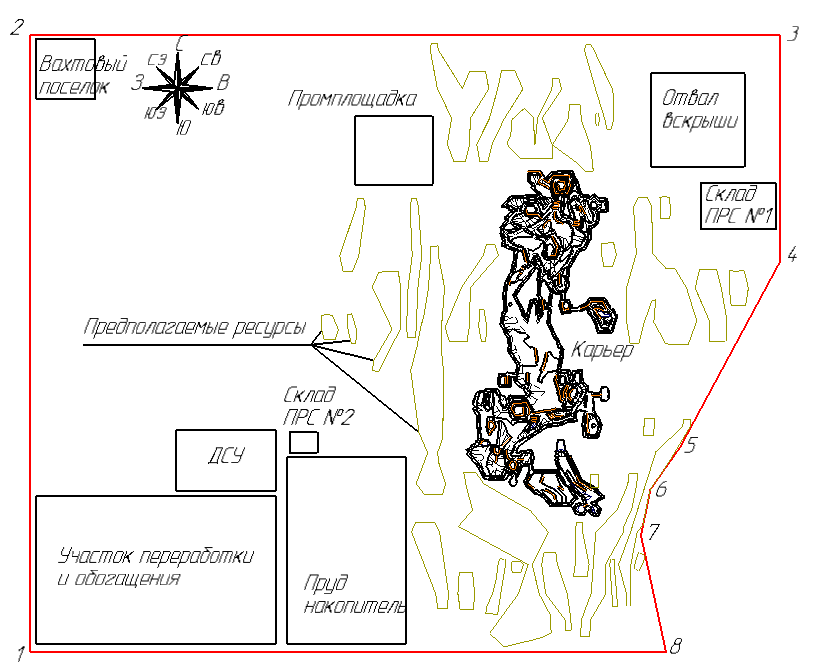 2
3
Вахтовый
поселок
С
СЗ
СВ
З
В
ЮЗ
ЮВ
Ю
Промплощадка
Отвал
вскрыши
Склад
ПРС №1
4
Предполагаемые ресурсы
Карьер
Склад
ПРС №2
ДСУ
5
6
7
Участок переработки
и обогащения
Пруд
накопитель
1
8